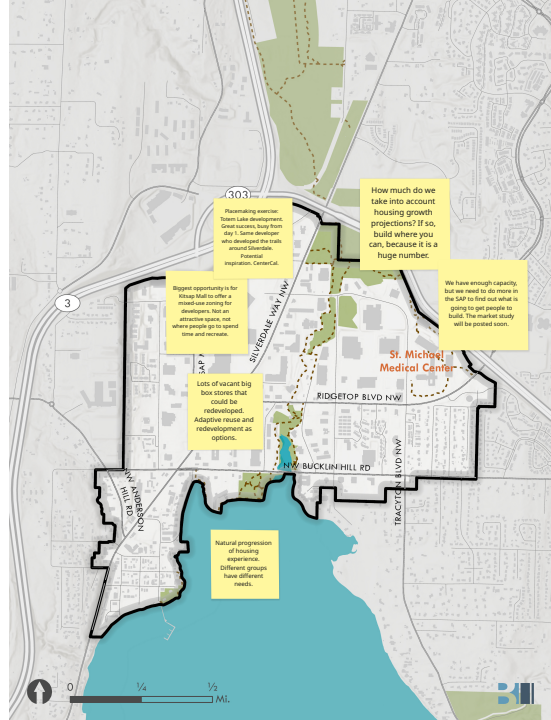 303
Placemaking exercise:
Totem Lake development.
Great success, busy from
day 1. Same developer
who developed the trails
around Silverdale.
Potential
inspiration. CenterCal.
How much do we
take into account
housing growth
projections? If so,
build where you
can, because it is a
huge number.
We have enough capacity,
but we need to do more in
the SAP to find out what is
going to get people to
build. The market study
will be posted soon.
3
Biggest opportunity is for
Kitsap Mall to offer a
mixed-use zoning for
developers. Not an
attractive space, not
where people go to spend
time and recreate.
SILVERDALE WAY NW
St. Michael
Medical Center
Lots of vacant big
box stores that
could be
redeveloped.
Adaptive reuse and
redevelopment as
options.
RIDGETOP BLVD NW
NW BUCKLIN HILL RD
TRACYTON BLVD NW
NW ANDERSON
HILL RD
Natural progression
of housing
experience.
Different groups
have different
needs.
0 ¼ ½
Mi.